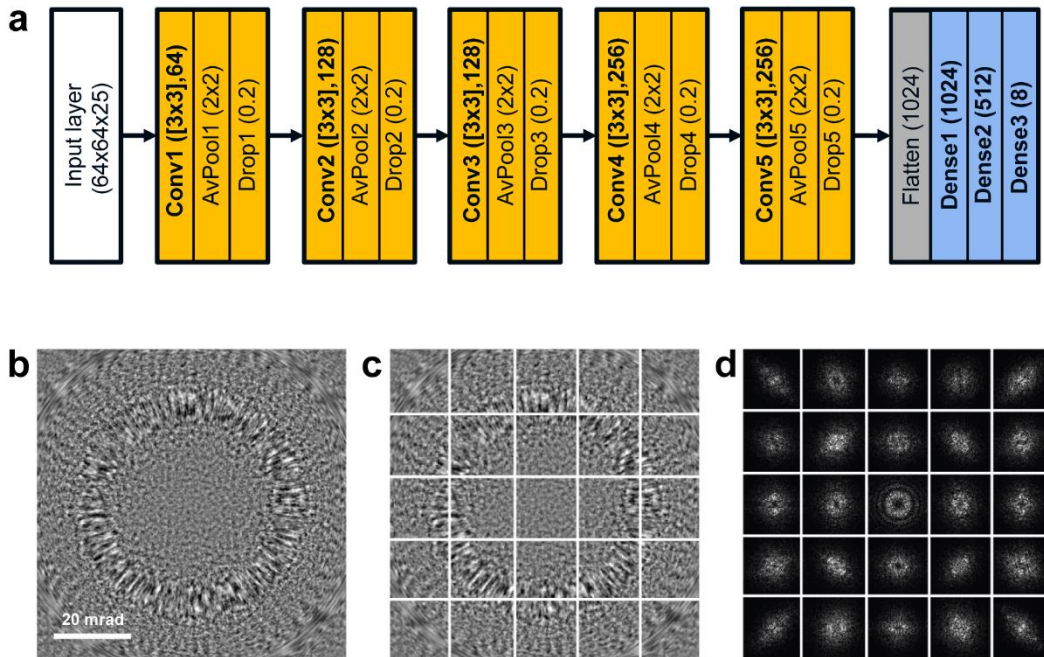 a
Input layer
(64x64x25)
Conv1 ([3x3],64)
AvPool1 (2x2)
Drop1 (0.2)
Conv2 ([3x3],128)
AvPool2 (2x2)
Drop2 (0.2)
Conv3 ([3x3],128)
AvPool3 (2x2)
Drop3 (0.2)
Conv4 ([3x3],256)
AvPool4 (2x2)
Drop4 (0.2)
Conv5 ([3x3],256)
AvPool5 (2x2)
Drop5 (0.2)
Flatten (1024)
Dense1 (1024)
Dense2 (512)
Dense3 (8)
b
20 mrad
c
d